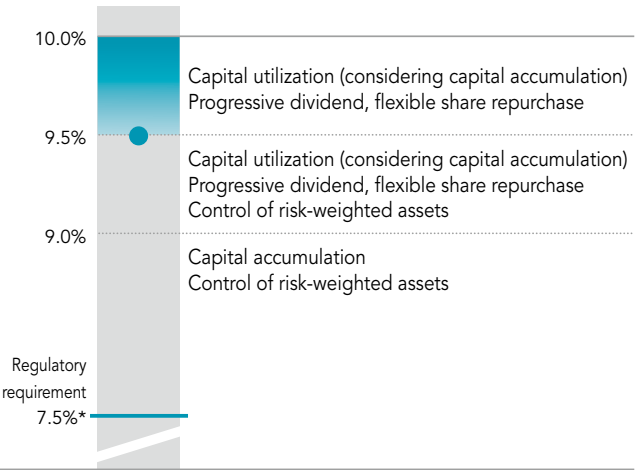 10.0%
Capital utilization (considering capital accumulation)
Progressive dividend, flexible share repurchase
9.5%
Capital utilization (considering capital accumulation)
Progressive dividend, flexible share repurchase
Control of risk-weighted assets
9.0%
Capital accumulation
Control of risk-weighted assets
Regulatory
requirement
7.5%*